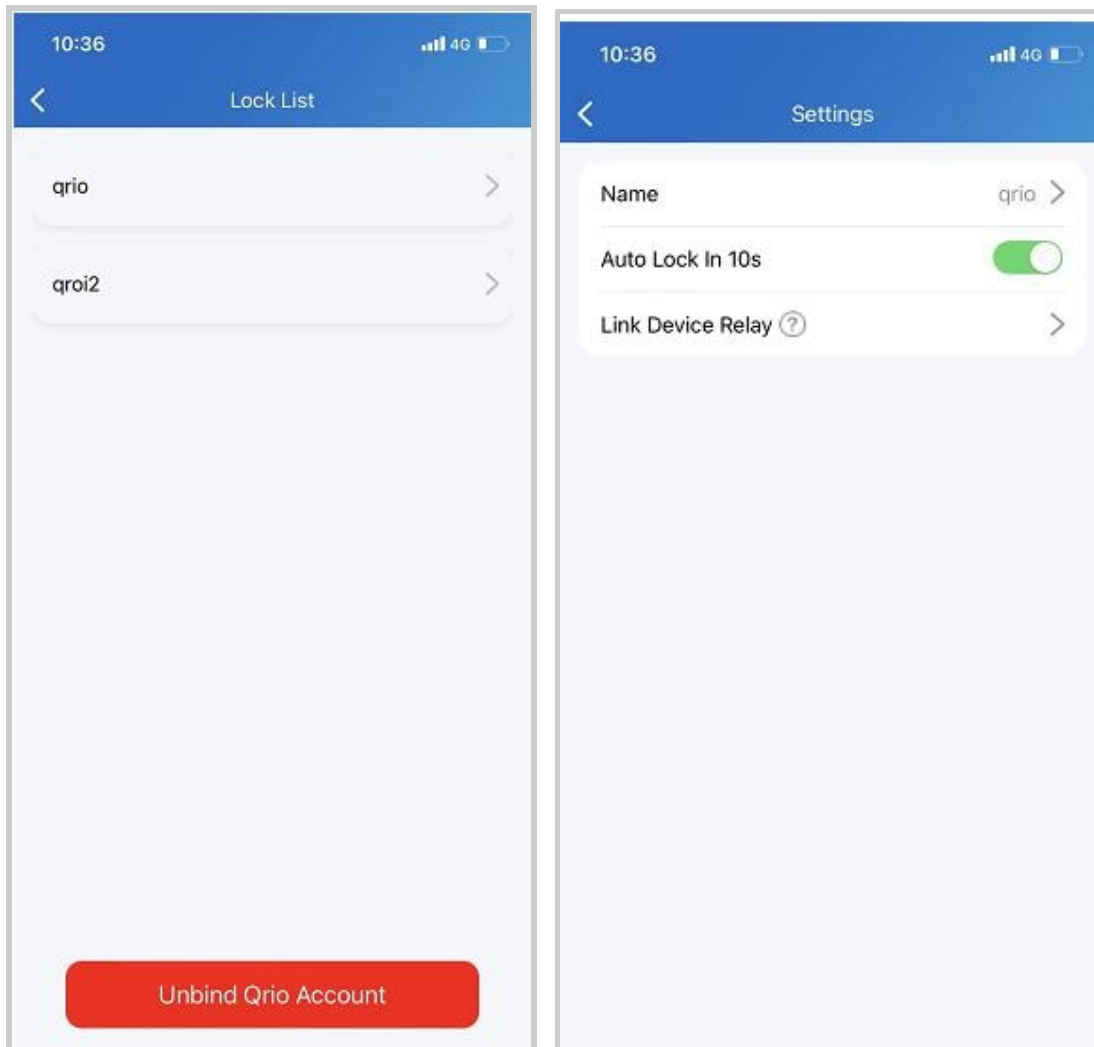 10:36
4G
Lock List
qrio
qroi2
Unbind Qrio Account
10:36
4G
Settings
Name
qrio
Auto Lock In 10s
Link Device Relay ?